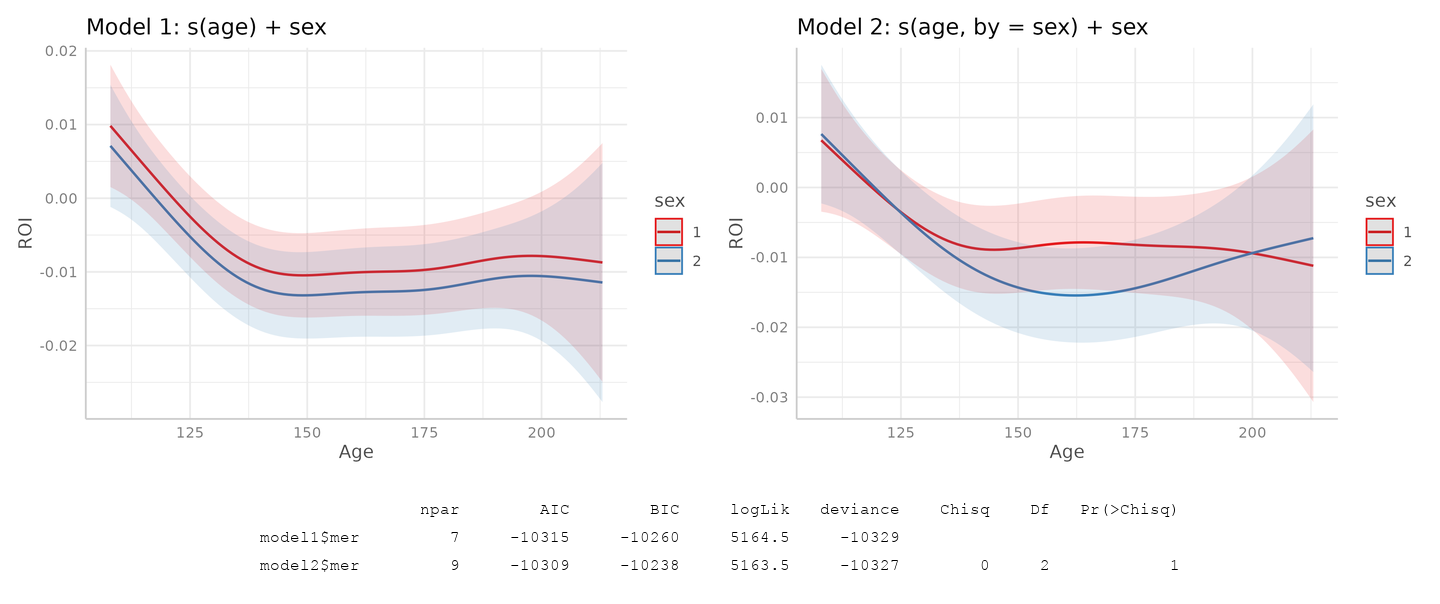 Model 1: s(age) + sex
0.02
0.01
0.00
-0.01
-0.02
ROI
125 150 175 200
Age
sex
1
2
Model 2: s(age, by = sex) + sex
0.01
0.00
-0.01
-0.02
-0.03
ROI
125 150 175 200
Age
sex
1
2
npar AIC BIC logLik deviance Chisq Df Pr(>Chisq)
model1$mer 7 -10315 -10260 5164.5 -10329
model2$mer 9 -10309 -10238 5163.5 -10327 0 2 1